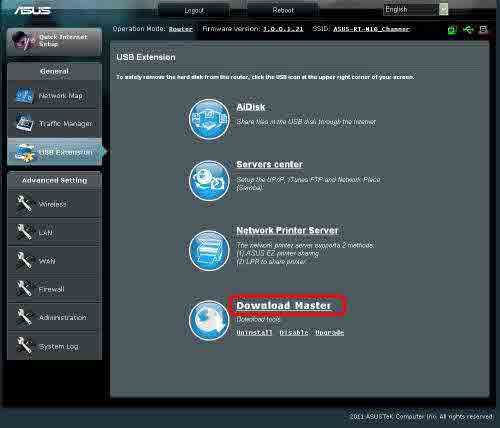 ASUS
Logout
Reboot
English
Quick Internet
Setup
Operation Mode: Router Firmware version: 1.0.0.1.21 SSID:
General
Network Map
Traffic Manager
USB Extension
Advanced Setting
Wireless
LAN
WAN
Firewall
Administration
System Log
USB Extension
To safely remove the hard disk from the router, click the USB icon at the upper right corner of your screen.
AiDisk
Share files in the USB disk through the Internet
Servers center
Setup the UPnP, iTunes FTP and Network Place
(Samba).
Network Printer Server
The network printer server supports 2 methods:
(1) ASUS EZ printer sharing
(2) LPR to share printer
Download Master
Download tools
Uninstall Disable Upgrade
2011 ASUSTek Computer Inc. All rights reserved